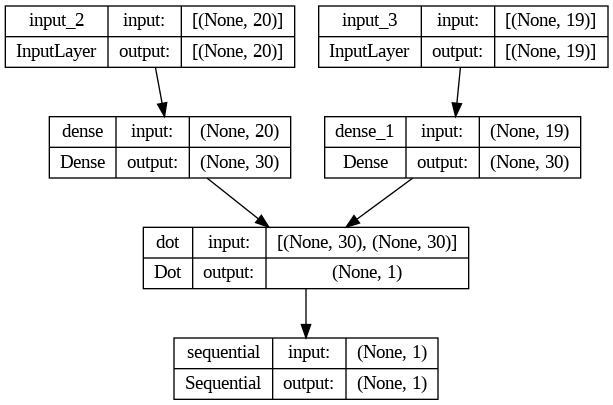 input_2 input: [(None, 20)]
InputLayer output: [(None, 20)]
input_3 input: [(None, 19)]
InputLayer output: [(None, 19)]
dense input: (None, 20)
Dense output: (None, 30)
dense_1 input: (None, 19)
Dense output: (None, 30)
dot input: [(None, 30), (None, 30)]
Dot output: (None, 1)
sequential input: (None, 1)
Sequential output: (None, 1)